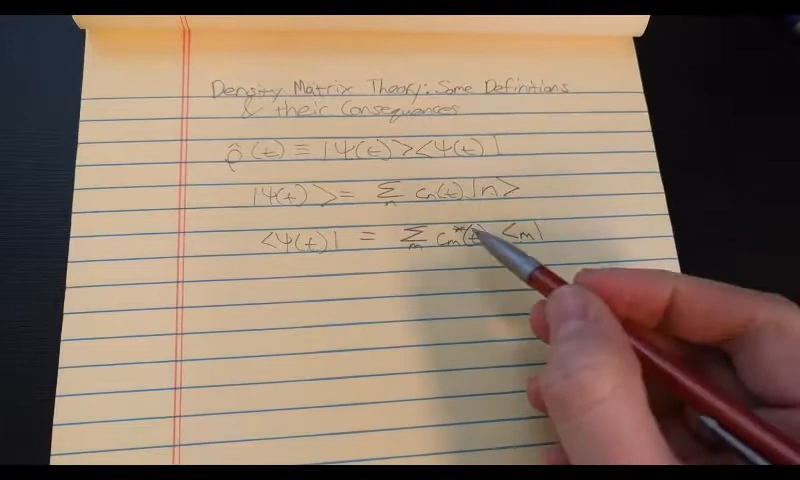 Density Matrix Theory: Some Definitions
& their Consequences
ρ̂(t) ≡ |Ψ(t)><Ψ(t)|
|Ψ(t)> = Σₙ cₙ(t)|n>
<Ψ(t)| = Σₘ cₘ*(t) <m|